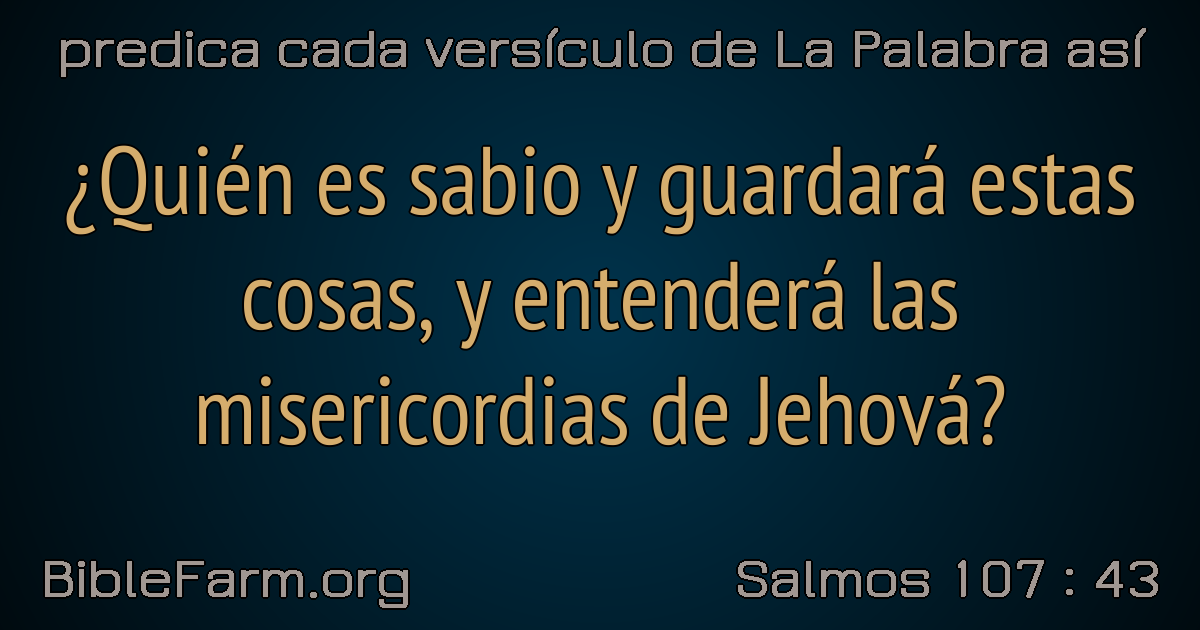 predica cada versículo de La Palabra así
¿Quién es sabio y guardará estas
cosas, y entenderá las
misericordias de Jehová?
BibleFarm.org
Salmos 107 : 43